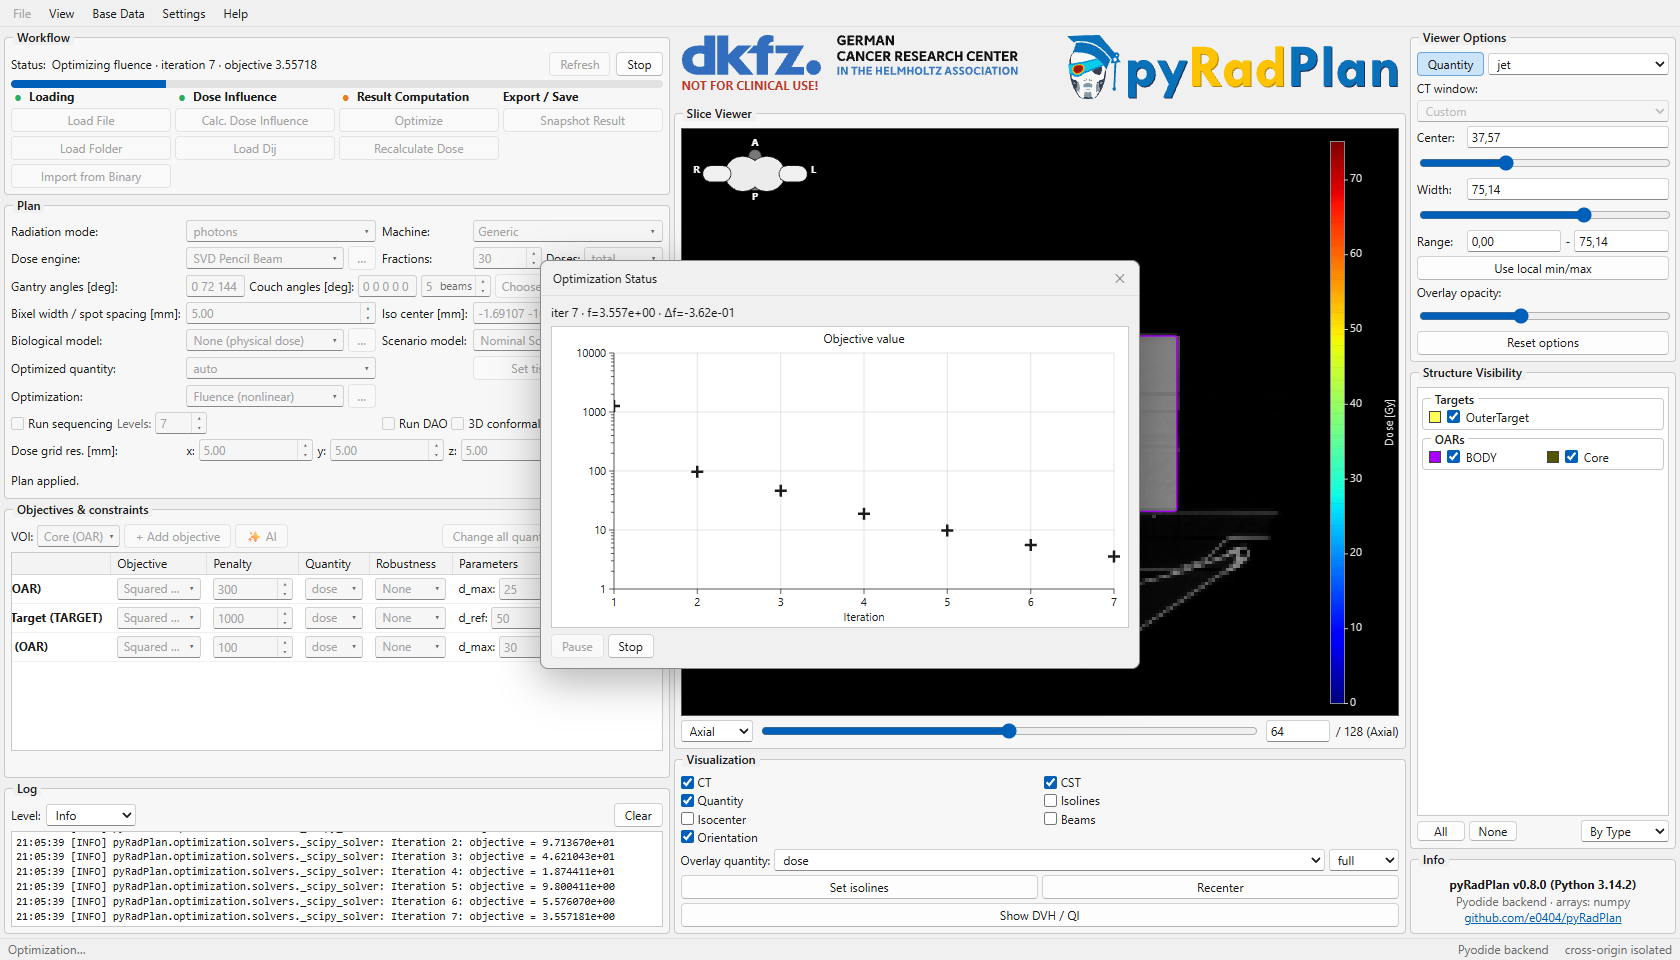 File View Base Data Settings Help
Workflow
Status: Optimizing fluence · iteration 7 · objective 3.55718
Refresh Stop
Loading Dose Influence Result Computation Export / Save
Load File Calc. Dose Influence Optimize Snapshot Result
Load Folder Load Dij Recalculate Dose
Import from Binary
Plan
Radiation mode: photons Machine: Generic
Dose engine: SVD Pencil Beam ... Fractions: 30 Doses: total
Gantry angles [deg]: 0 72 144 Couch angles [deg]: 0 0 0 0 0 5 beams Choose
Bixel width / spot spacing [mm]: 5.00 Iso center [mm]: -1.69107
Biological model: None (physical dose) ... Scenario model: Nominal
Optimized quantity: auto Set
Optimization: Fluence (nonlinear) ...
Run sequencing Levels: 7 Run DAO 3D conformal
Dose grid res. [mm]: x: 5.00 y: 5.00 z: 5.00
Plan applied.
Objectives & constraints
VOI: Core (OAR) + Add objective ✨ AI Change all
Objective Penalty Quantity Robustness Parameters
OAR) Squared ... 300 dose None d_max: 25
Target (TARGET) Squared ... 1000 dose None d_ref: 50
(OAR) Squared ... 100 dose None d_max: 30
Log
Level: Info Clear
21:05:39 [INFO] pyRadPlan.optimization.solvers._scipy_solver: Iteration 2: objective = 9.713670e+01
21:05:39 [INFO] pyRadPlan.optimization.solvers._scipy_solver: Iteration 3: objective = 4.621043e+01
21:05:39 [INFO] pyRadPlan.optimization.solvers._scipy_solver: Iteration 4: objective = 1.874411e+01
21:05:39 [INFO] pyRadPlan.optimization.solvers._scipy_solver: Iteration 5: objective = 9.800411e+00
21:05:39 [INFO] pyRadPlan.optimization.solvers._scipy_solver: Iteration 6: objective = 5.576070e+00
21:05:39 [INFO] pyRadPlan.optimization.solvers._scipy_solver: Iteration 7: objective = 3.557181e+00
Optimization...
dkfz.
GERMAN
CANCER RESEARCH CENTER
IN THE HELMHOLTZ ASSOCIATION
NOT FOR CLINICAL USE!
pyRadPlan
Slice Viewer
A
R L
P
70
60
50
40
30
20
10
0
Dose [Gy]
Optimization Status
iter 7 · f=3.557e+00 · Δf=-3.62e-01
Objective value
10000
1000
100
10
1
1 2 3 4 5 6 7
Iteration
Pause Stop
Axial 64 / 128 (Axial)
Visualization
CT CST
Quantity Isolines
Isocenter Beams
Orientation
Overlay quantity: dose full
Set isolines Recenter
Show DVH / QI
Viewer Options
Quantity jet
CT window:
Custom
Center: 37,57
Width: 75,14
Range: 0,00 - 75,14
Use local min/max
Overlay opacity:
Reset options
Structure Visibility
Targets
OuterTarget
OARs
BODY Core
All None By Type
Info
pyRadPlan v0.8.0 (Python 3.14.2)
Pyodide backend · arrays: numpy
github.com/e0404/pyRadPlan
Pyodide backend cross-origin isolated